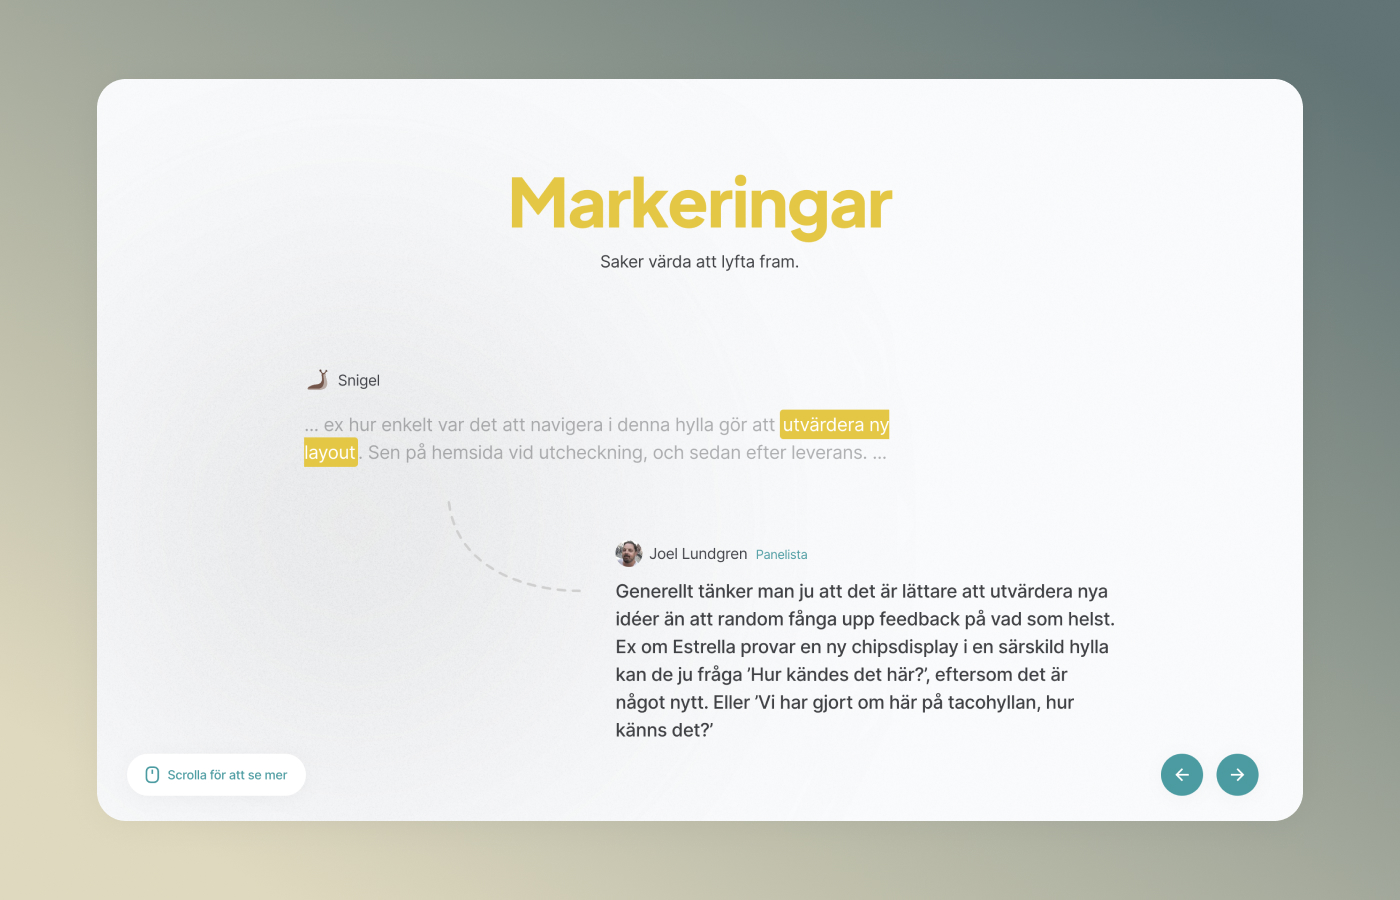 Markeringar
Saker värda att lyfta fram.
Snigel
... ex hur enkelt var det att navigera i denna hylla gör att utvärdera ny
layout. Sen på hemsida vid utcheckning, och sedan efter leverans. ...
Joel Lundgren Panelista
Generellt tänker man ju att det är lättare att utvärdera nya
idéer än att random fånga upp feedback på vad som helst.
Ex om Estrella provar en ny chipsdisplay i en särskild hylla
kan de ju fråga ’Hur kändes det här?’, eftersom det är
något nytt. Eller ’Vi har gjort om här på tacohyllan, hur
känns det?’
Scrolla för att se mer